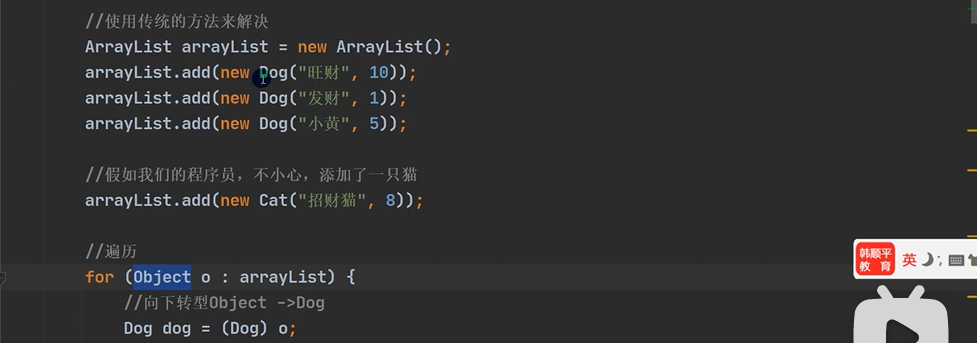 //使用传统的方法来解决
ArrayList arrayList = new ArrayList();
arrayList.add(new Dog("旺财", 10));
arrayList.add(new Dog("发财", 1));
arrayList.add(new Dog("小黄", 5));
//假如我们的程序员，不小心，添加了一只猫
arrayList.add(new Cat("招财猫", 8));
//遍历
for (Object o : arrayList) {
//向下转型Object ->Dog
Dog dog = (Dog) o;
韩顺平
教 育
英